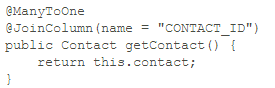 @ManyToOne
@JoinColumn(name = "CONTACT_ID")
public Contact getContact() {
    return this.contact;
}